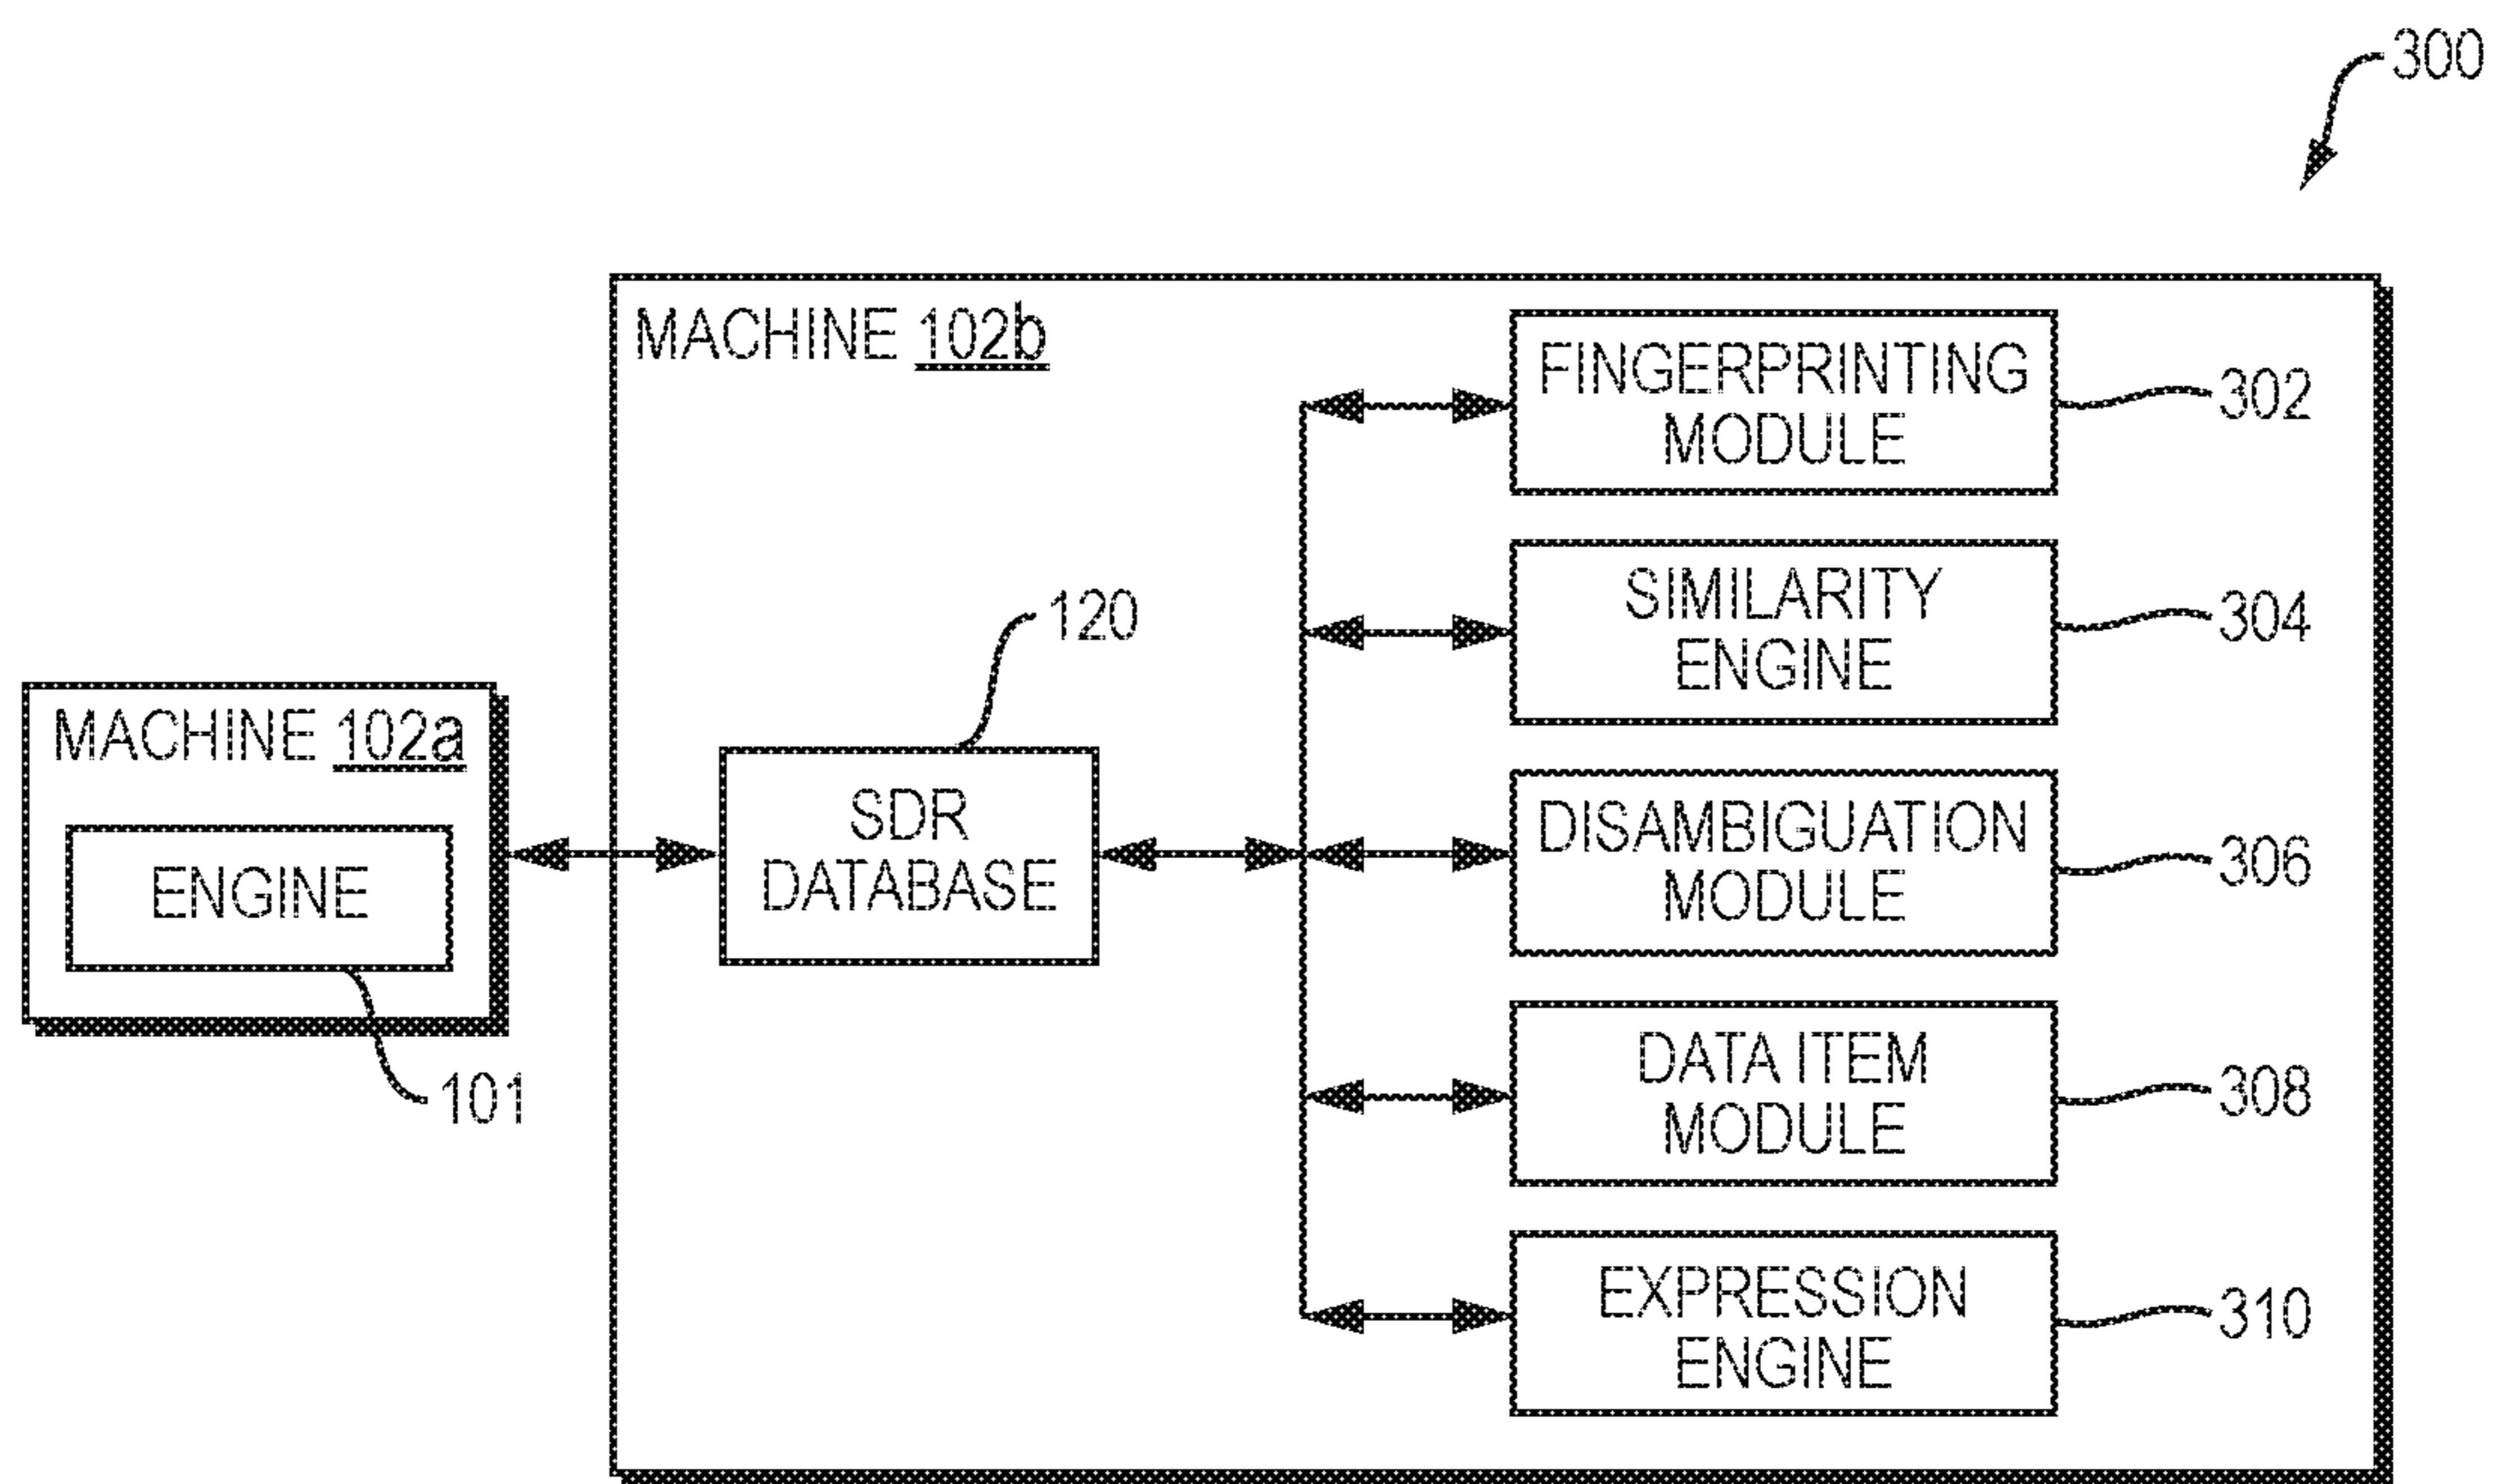 300
MACHINE 102b
FINGERPRINTING
MODULE
302
SIMILARITY
ENGINE
304
120
MACHINE 102a
ENGINE
101
SDR
DATABASE
DISAMBIGUATION
MODULE
306
DATA ITEM
MODULE
308
EXPRESSION
ENGINE
310